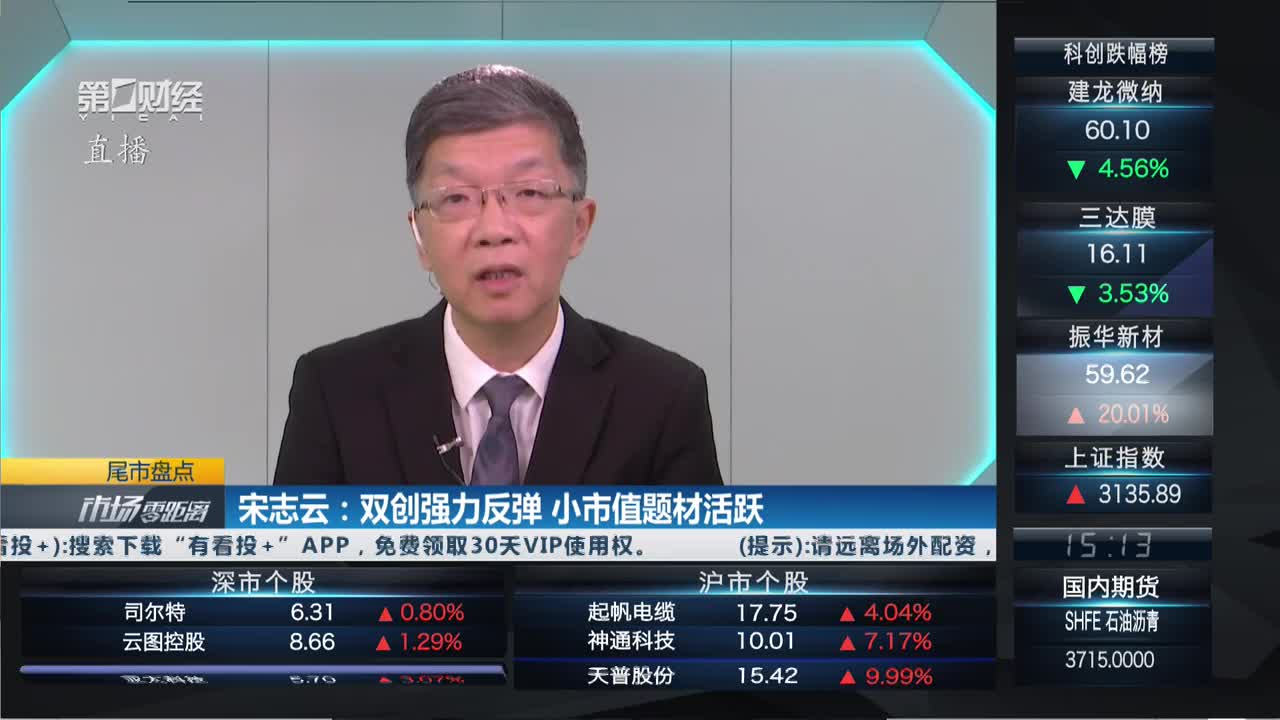 第一财经
YICAI
直播
尾市盘点
市场零距离
宋志云：双创强力反弹 小市值题材活跃
看投+):搜索下载“有看投+”APP，免费领取30天VIP使用权。 (提示):请远离场外配资，
深市个股
司尔特 6.31 ▲0.80%
云图控股 8.66 ▲1.29%
沪市个股
起帆电缆 17.75 ▲4.04%
神通科技 10.01 ▲7.17%
天普股份 15.42 ▲9.99%
科创跌幅榜
建龙微纳
60.10
▼ 4.56%
三达膜
16.11
▼ 3.53%
振华新材
59.62
▲ 20.01%
上证指数
▲ 3135.89
15:13
国内期货
SHFE 石油沥青
3715.0000